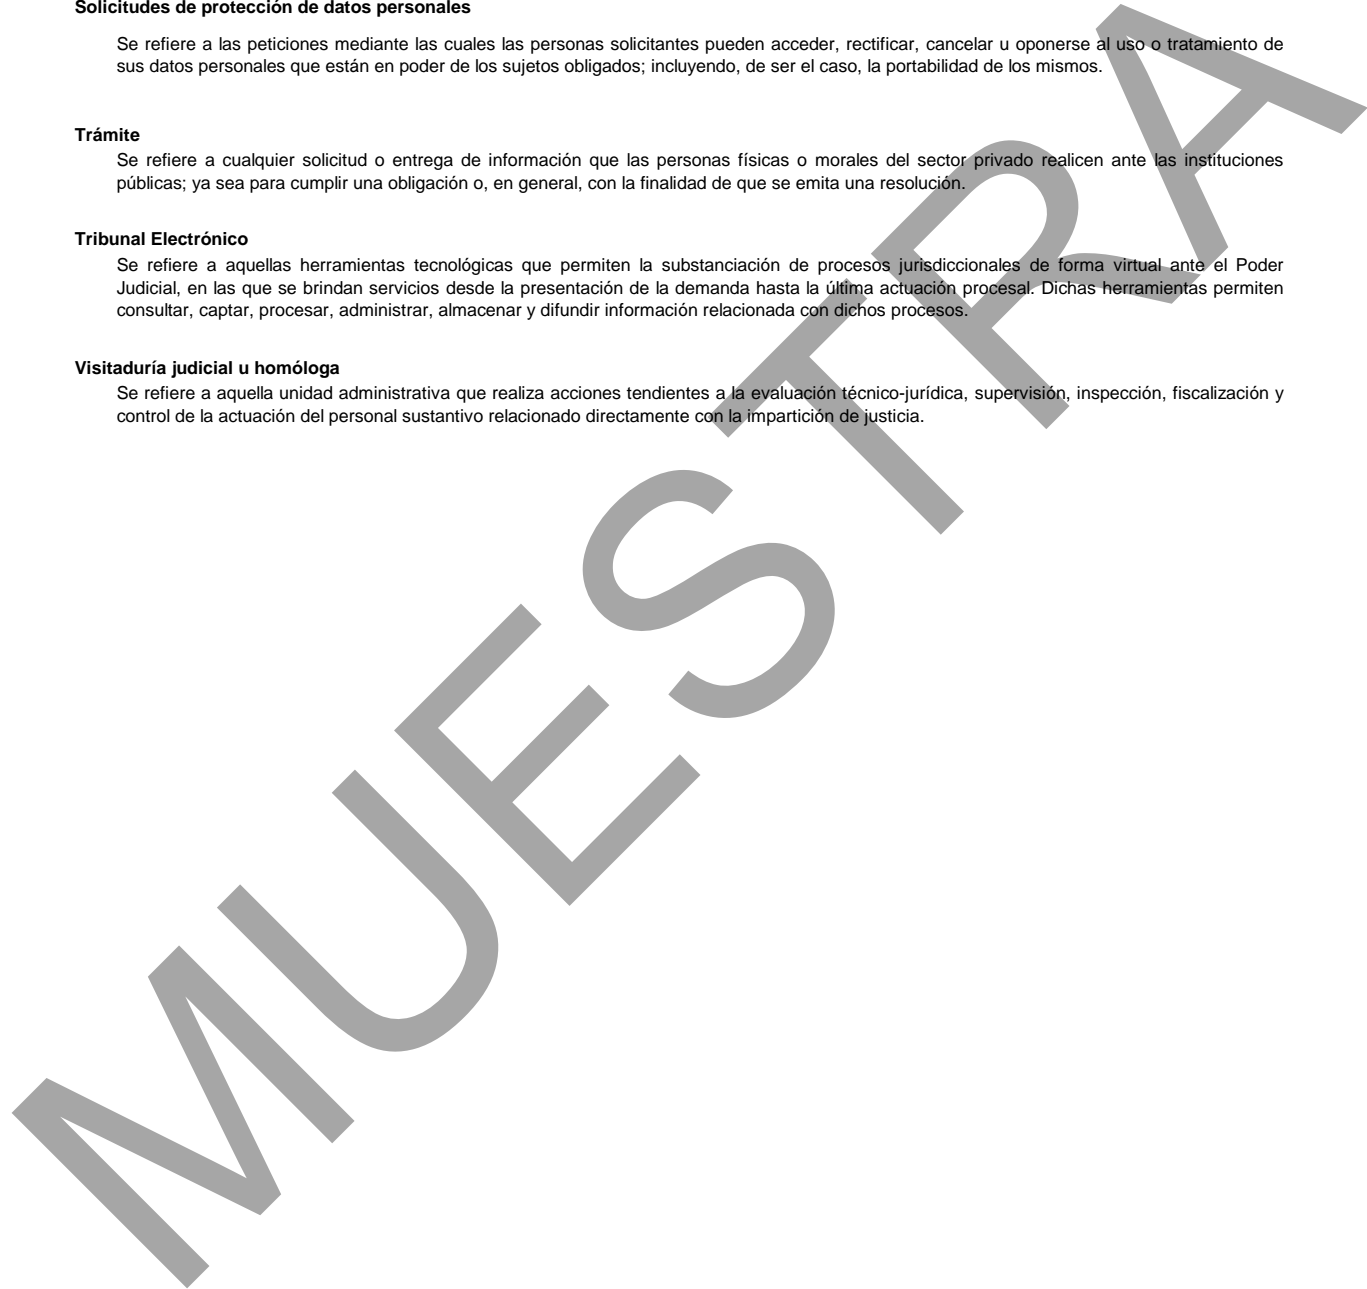 Solicitudes de protección de datos personales
Se refiere a las peticiones mediante las cuales las personas solicitantes pueden acceder, rectificar, cancelar u oponerse al uso o tratamiento de
sus datos personales que están en poder de los sujetos obligados; incluyendo, de ser el caso, la portabilidad de los mismos.
Trámite
Se refiere a cualquier solicitud o entrega de información que las personas físicas o morales del sector privado realicen ante las instituciones
públicas; ya sea para cumplir una obligación o, en general, con la finalidad de que se emita una resolución.
Tribunal Electrónico
Se refiere a aquellas herramientas tecnológicas que permiten la substanciación de procesos jurisdiccionales de forma virtual ante el Poder
Judicial, en las que se brindan servicios desde la presentación de la demanda hasta la última actuación procesal. Dichas herramientas permiten
consultar, captar, procesar, administrar, almacenar y difundir información relacionada con dichos procesos.
Visitaduría judicial u homóloga
Se refiere a aquella unidad administrativa que realiza acciones tendientes a la evaluación técnico-jurídica, supervisión, inspección, fiscalización y
control de la actuación del personal sustantivo relacionado directamente con la impartición de justicia.
MUESTRA